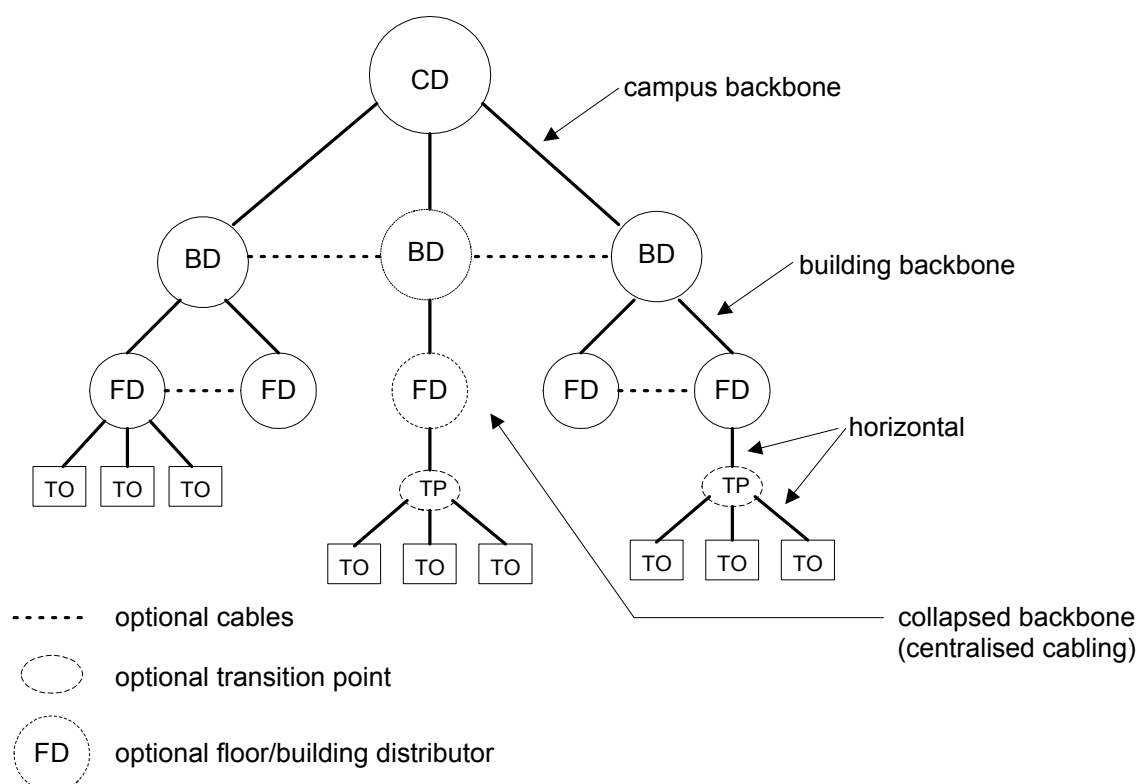 CD
campus backbone
BD
BD
BD
building backbone
FD
FD
FD
FD
FD
horizontal
TO
TO
TO
TP
TP
TO
TO
TO
TO
TO
TO
optional cables
collapsed backbone
(centralised cabling)
optional transition point
FD
optional floor/building distributor